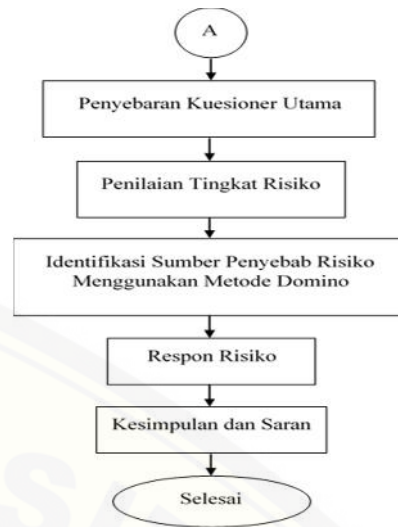 A
Penyebaran Kuesioner Utama
Penilaian Tingkat Risiko
Identifikasi Sumber Penyebab Risiko
Menggunakan Metode Domino
Respon Risiko
Kesimpulan dan Saran
Selesai